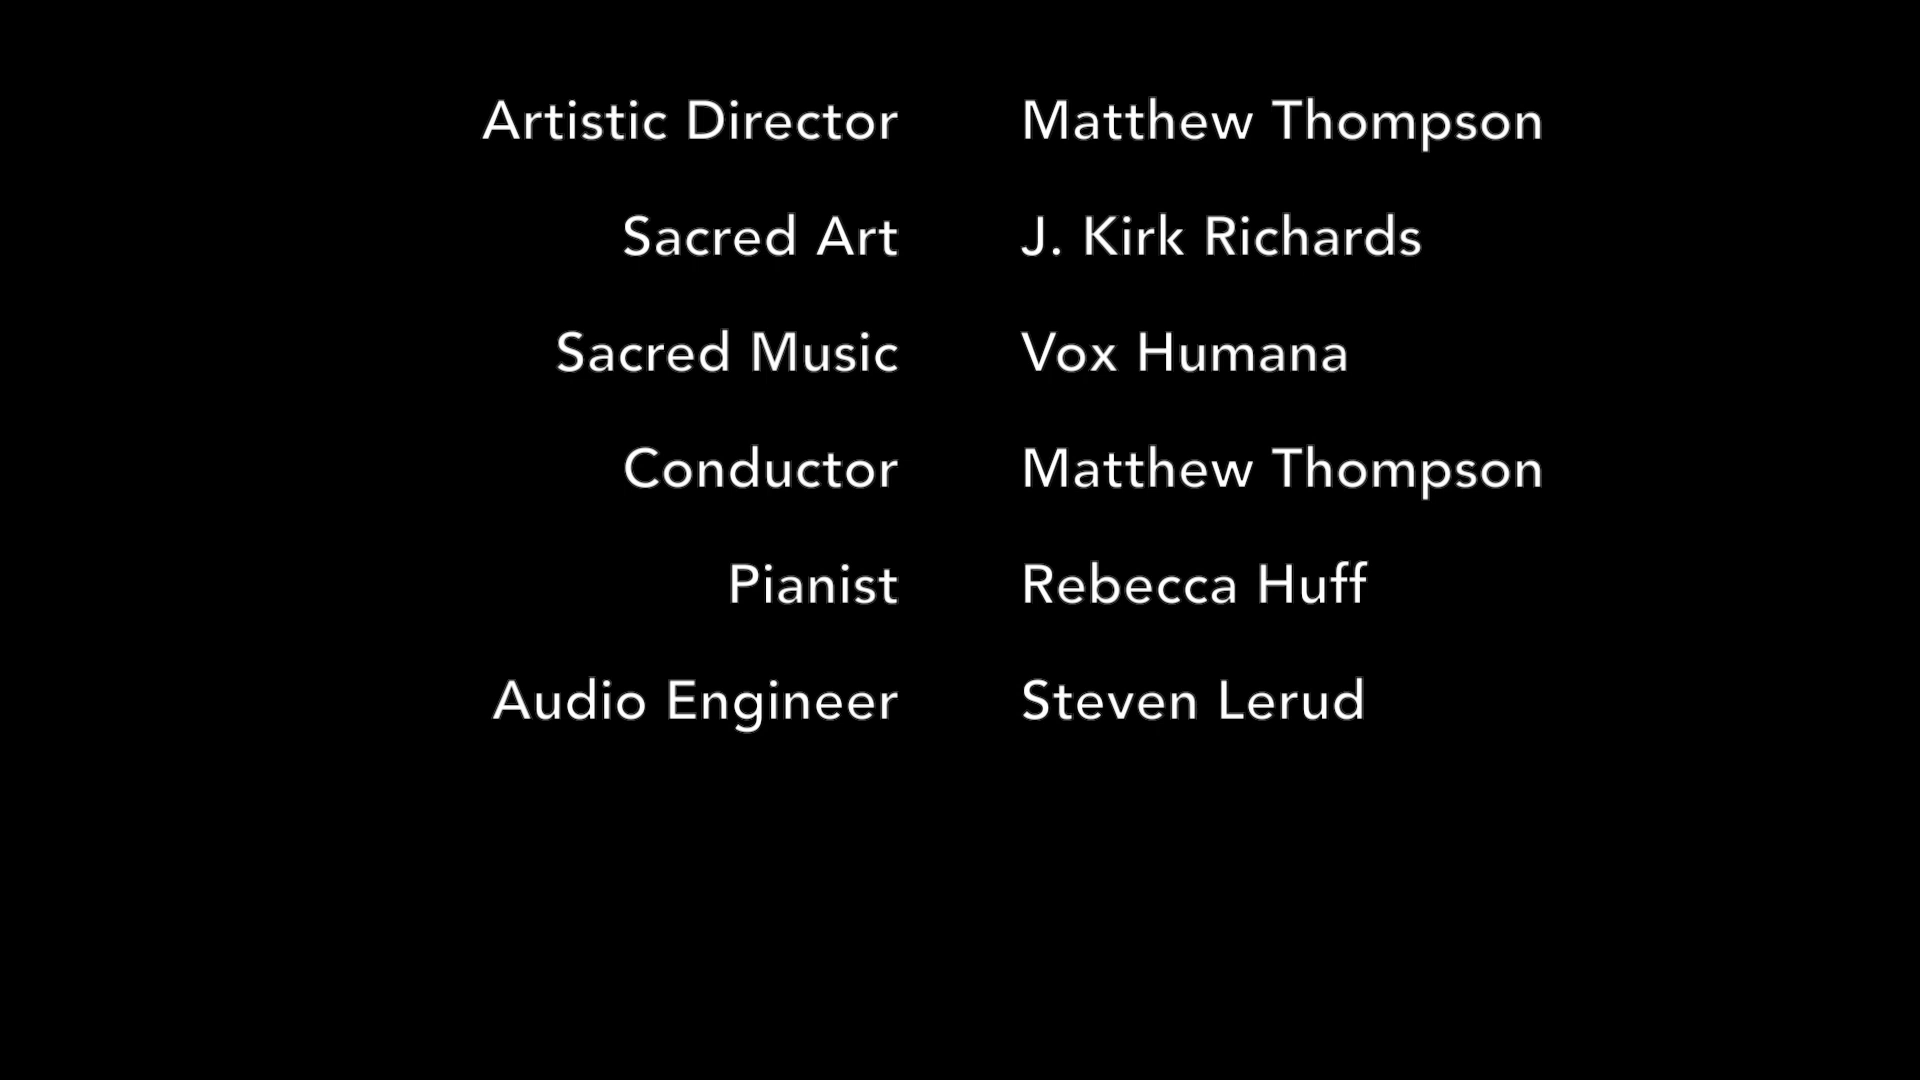 Artistic Director Matthew Thompson
Sacred Art J. Kirk Richards
Sacred Music Vox Humana
Conductor Matthew Thompson
Pianist Rebecca Huff
Audio Engineer Steven Lerud